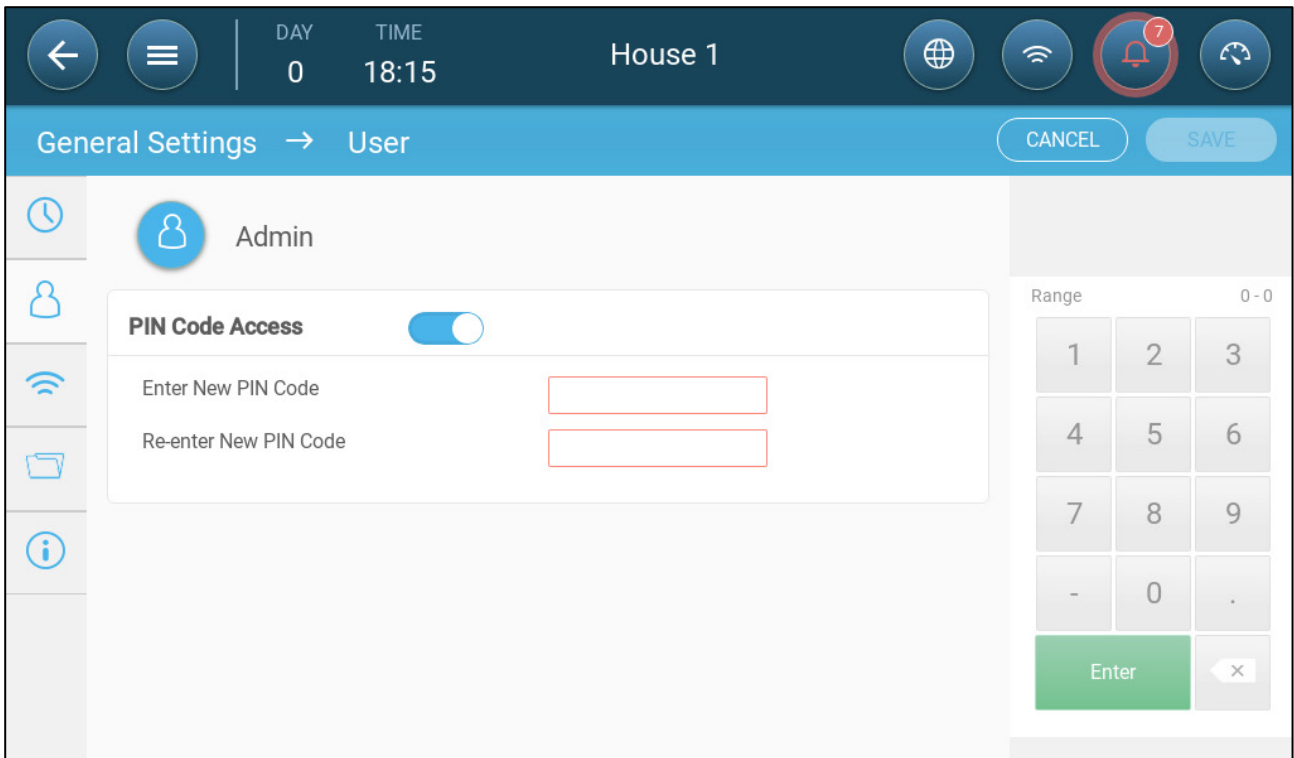 DAY TIME
0 18:15
House 1
7
General Settings → User
CANCEL
SAVE
Admin
PIN Code Access
Enter New PIN Code
Re-enter New PIN Code
Range 0 - 0
1 2 3
4 5 6
7 8 9
- 0 .
Enter